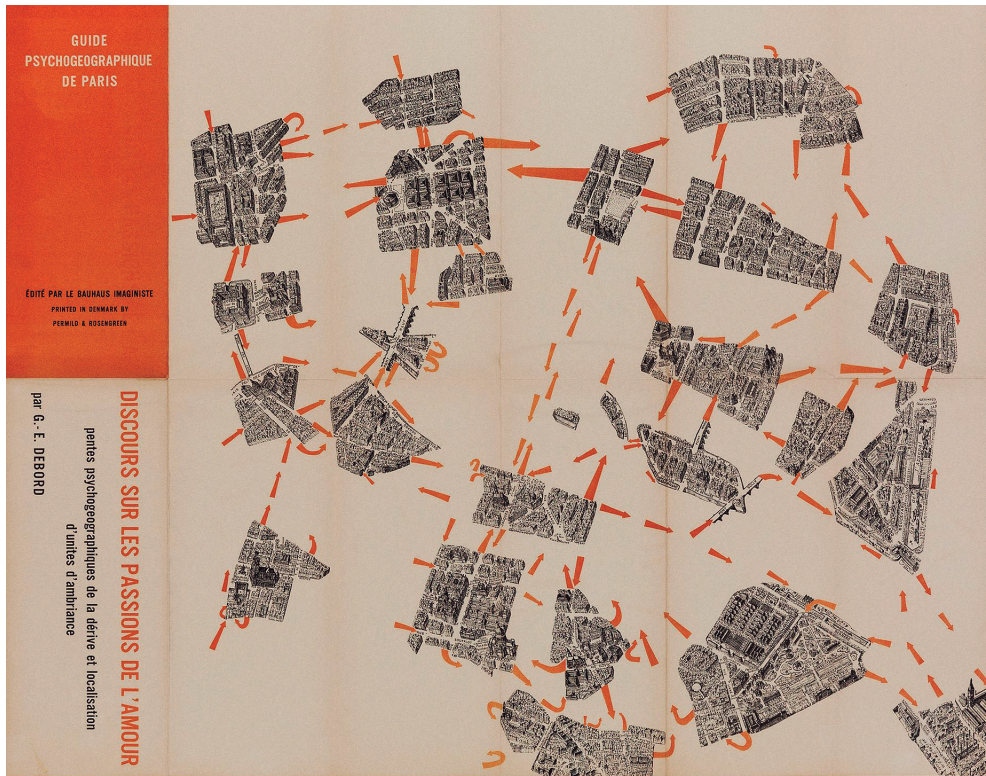 GUIDE
PSYCHOGEOGRAPHIQUE
DE PARIS
ÉDITÉ PAR LE BAUHAUS IMAGINISTE
PRINTED IN DENMARK BY
PERMILD & ROSENGREEN
DISCOURS SUR LES PASSIONS DE L'AMOUR
pentes psychogeographiques de la dérive et localisation
d'unites d'ambriance
par G.-E. DEBORD